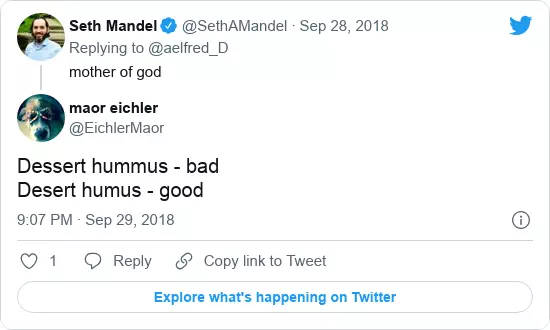 Seth Mandel @SethAMandel · Sep 28, 2018
Replying to @aelfred_D
mother of god
maor eichler
@EichlerMaor
Dessert hummus - bad
Desert humus - good
9:07 PM · Sep 29, 2018
1 Reply Copy link to Tweet
Explore what's happening on Twitter